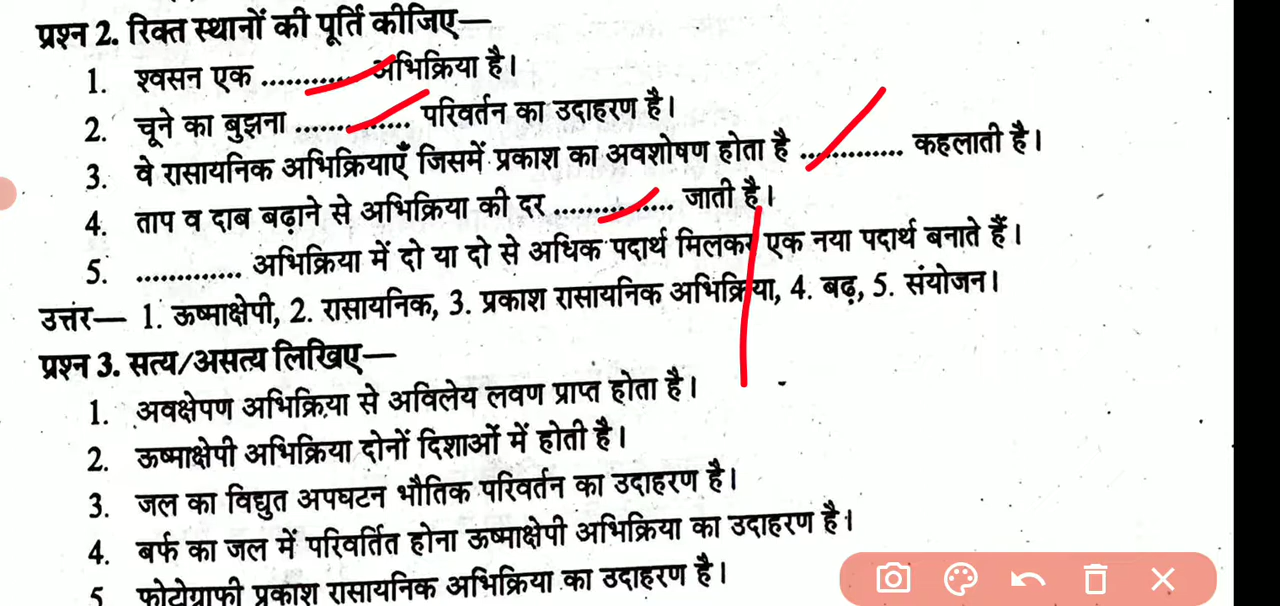 प्रश्न 2. रिक्त स्थानों की पूर्ति कीजिए—
1. श्वसन एक ............ अभिक्रिया है।
2. चूने का बुझना .............. परिवर्तन का उदाहरण है।
3. वे रासायनिक अभिक्रियाएँ जिसमें प्रकाश का अवशोषण होता है ............. कहलाती है।
4. ताप व दाब बढ़ाने से अभिक्रिया की दर .............. जाती है।
5. ............. अभिक्रिया में दो या दो से अधिक पदार्थ मिलकर एक नया पदार्थ बनाते हैं।
उत्तर— 1. ऊष्माक्षेपी, 2. रासायनिक, 3. प्रकाश रासायनिक अभिक्रिया, 4. बढ़, 5. संयोजन।
प्रश्न 3. सत्य/असत्य लिखिए—
1. अवक्षेपण अभिक्रिया से अविलेय लवण प्राप्त होता है।
2. ऊष्माक्षेपी अभिक्रिया दोनों दिशाओं में होती है।
3. जल का विद्युत अपघटन भौतिक परिवर्तन का उदाहरण है।
4. बर्फ का जल में परिवर्तित होना ऊष्माक्षेपी अभिक्रिया का उदाहरण है।
5 फोटोग्राफी प्रकाश रासायनिक अभिक्रिया का उदाहरण है।